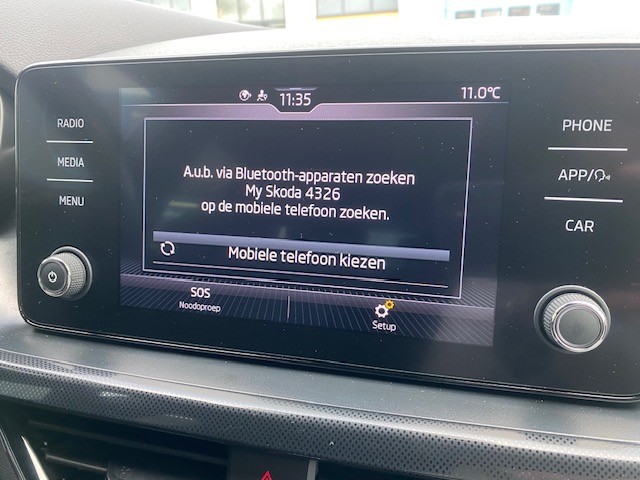 11:35
11.0°C
RADIO
MEDIA
MENU
A.u.b. via Bluetooth-apparaten zoeken
My Skoda 4326
op de mobiele telefoon zoeken.
Mobiele telefoon kiezen
SOS
Noodoproep
Setup
PHONE
APP/
CAR